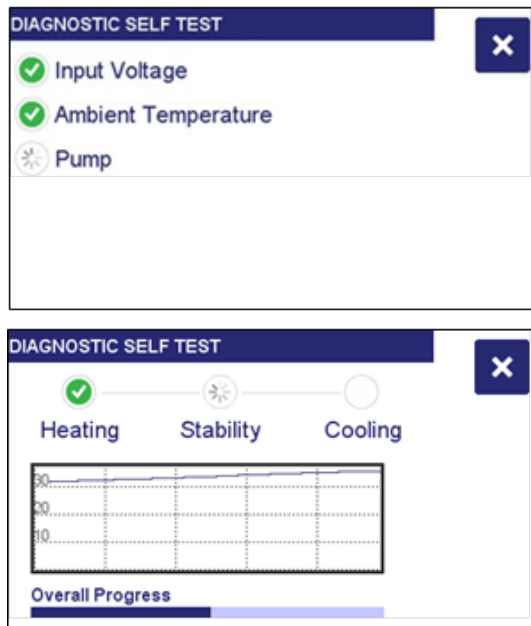 DIAGNOSTIC SELF TEST
Input Voltage
Ambient Temperature
Pump
DIAGNOSTIC SELF TEST
Heating Stability Cooling
30
20
10
Overall Progress